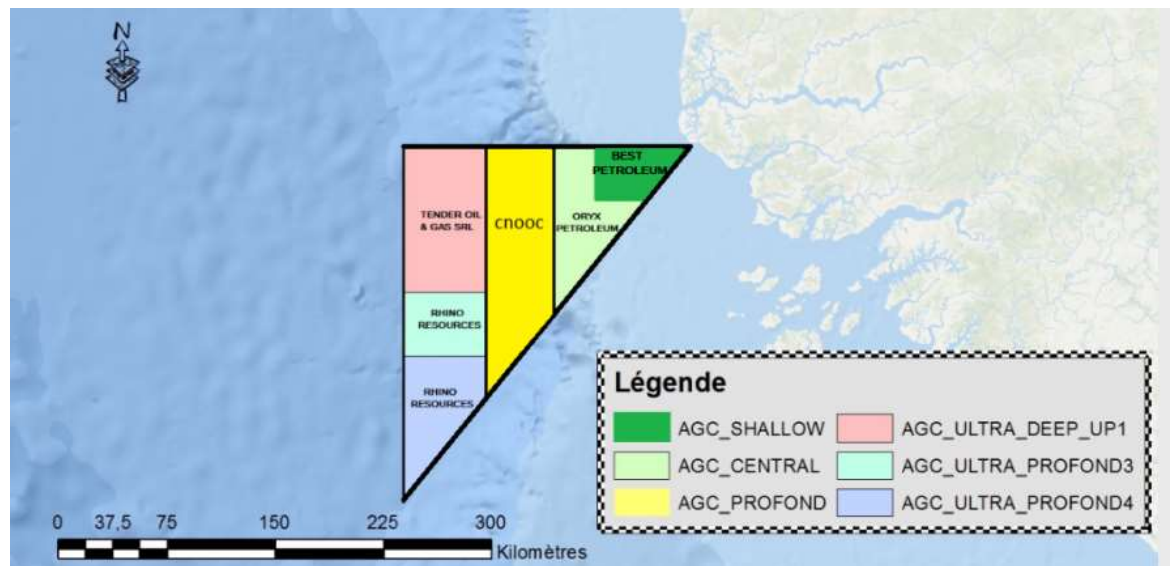 N
BEST
PETROLEUM
TENDER OIL
& GAS SRL
cnooc
ORYX
PETROLEUM
RHINO
RESOURCES
RHINO
RESOURCES
Légende
AGC_SHALLOW
AGC_ULTRA_DEEP_UP1
AGC_CENTRAL
AGC_ULTRA_PROFOND3
AGC_PROFOND
AGC_ULTRA_PROFOND4
0 37,5 75 150 225 300
Kilomètres